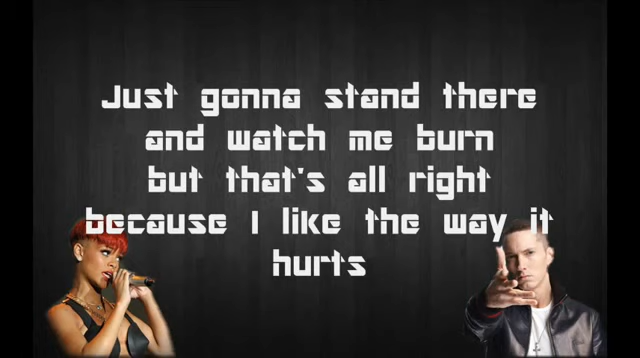 Just gonna stand there
and watch me burn
but that's all right
because I like the way it
hurts